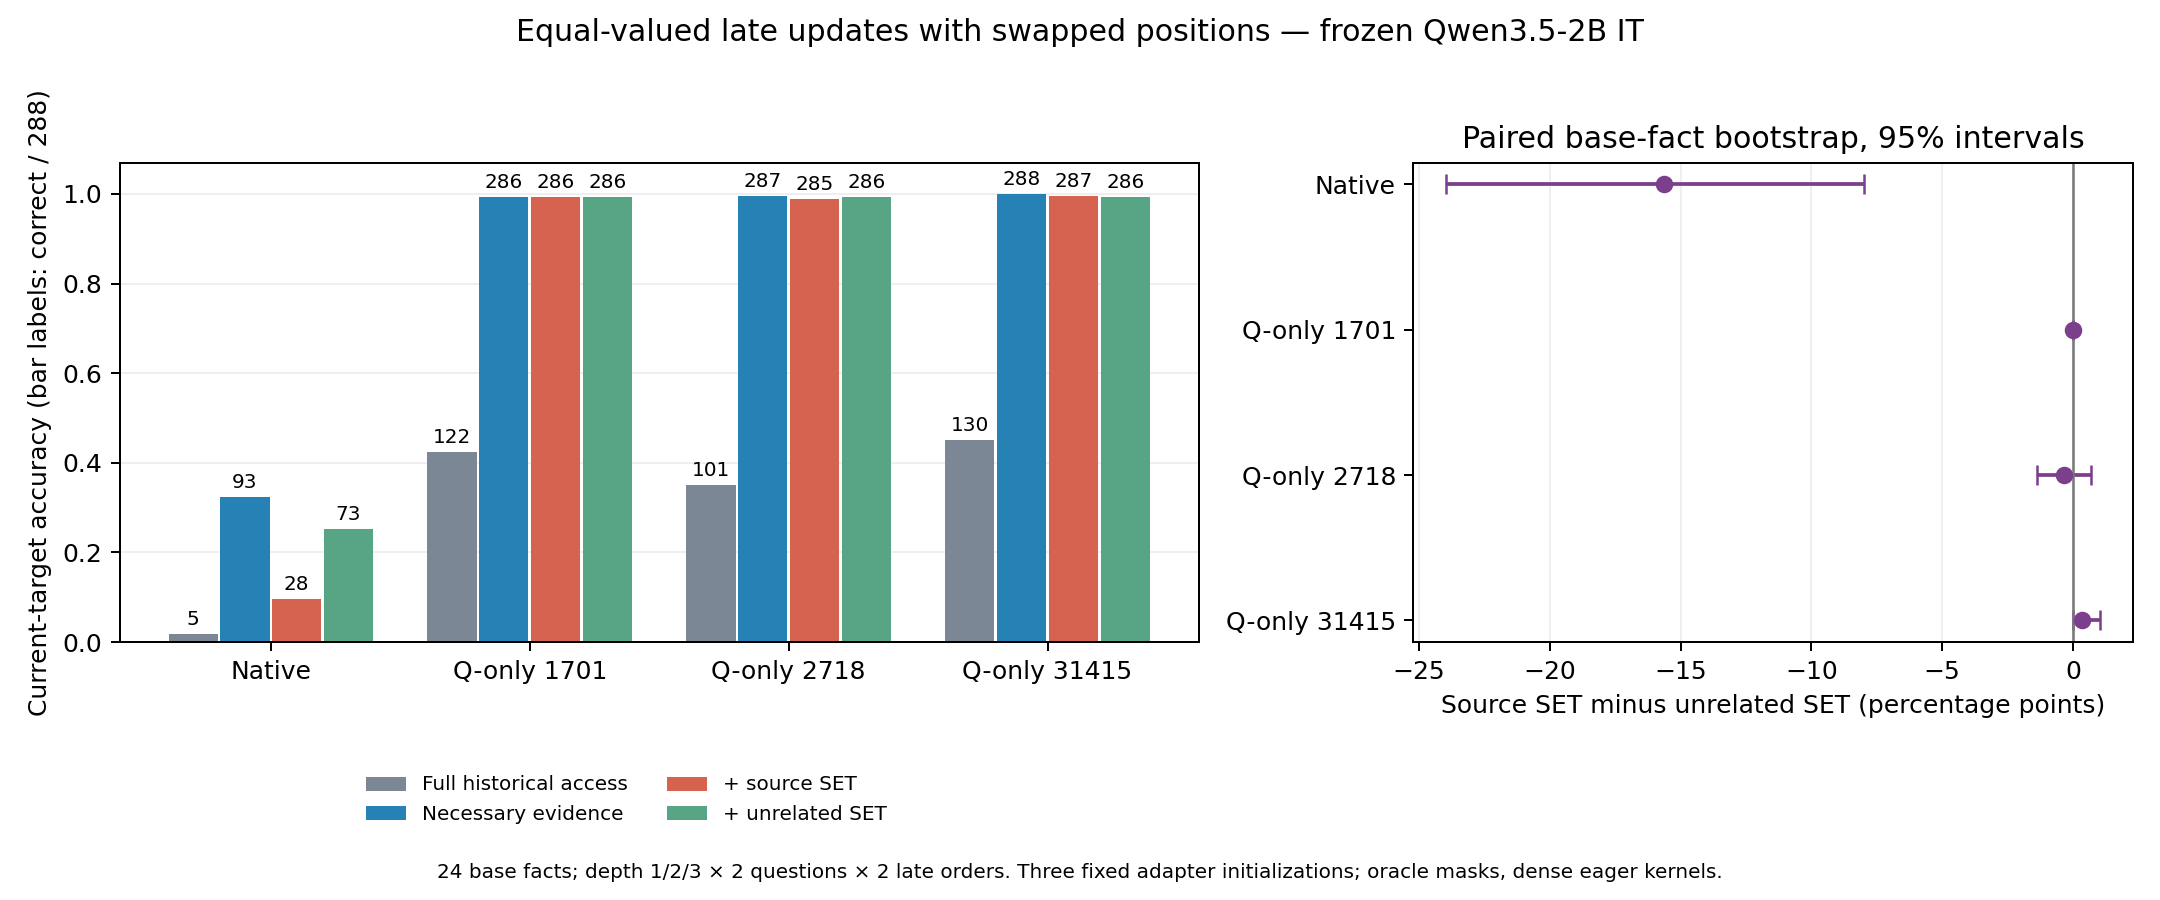 Equal-valued late updates with swapped positions — frozen Qwen3.5-2B IT
Current-target accuracy (bar labels: correct / 288)
1.0
0.8
0.6
0.4
0.2
0.0
5
93
28
73
122
286
286
286
101
287
285
286
130
288
287
286
Native
Q-only 1701
Q-only 2718
Q-only 31415
Full historical access
Necessary evidence
+ source SET
+ unrelated SET
Paired base-fact bootstrap, 95% intervals
Native
Q-only 1701
Q-only 2718
Q-only 31415
−25
−20
−15
−10
−5
0
Source SET minus unrelated SET (percentage points)
24 base facts; depth 1/2/3 × 2 questions × 2 late orders. Three fixed adapter initializations; oracle masks, dense eager kernels.